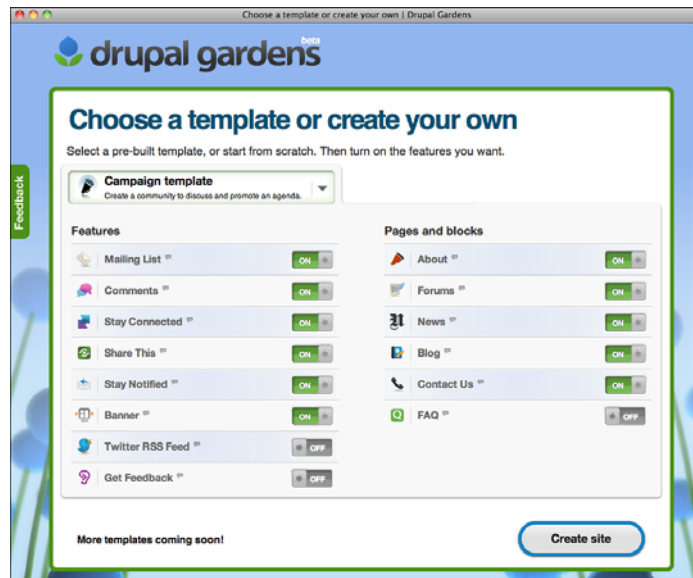 Choose a template or create your own | Drupal Gardens
beta
drupal gardens
Choose a template or create your own
Select a pre-built template, or start from scratch. Then turn on the features you want.
Feedback
Campaign template
Create a community to discuss and promote an agenda.
Features
Mailing List ON
Comments ON
Stay Connected ON
Share This ON
Stay Notified ON
Banner ON
Twitter RSS Feed OFF
Get Feedback OFF
Pages and blocks
About ON
Forums ON
News ON
Blog ON
Contact Us ON
FAQ OFF
More templates coming soon!
Create site